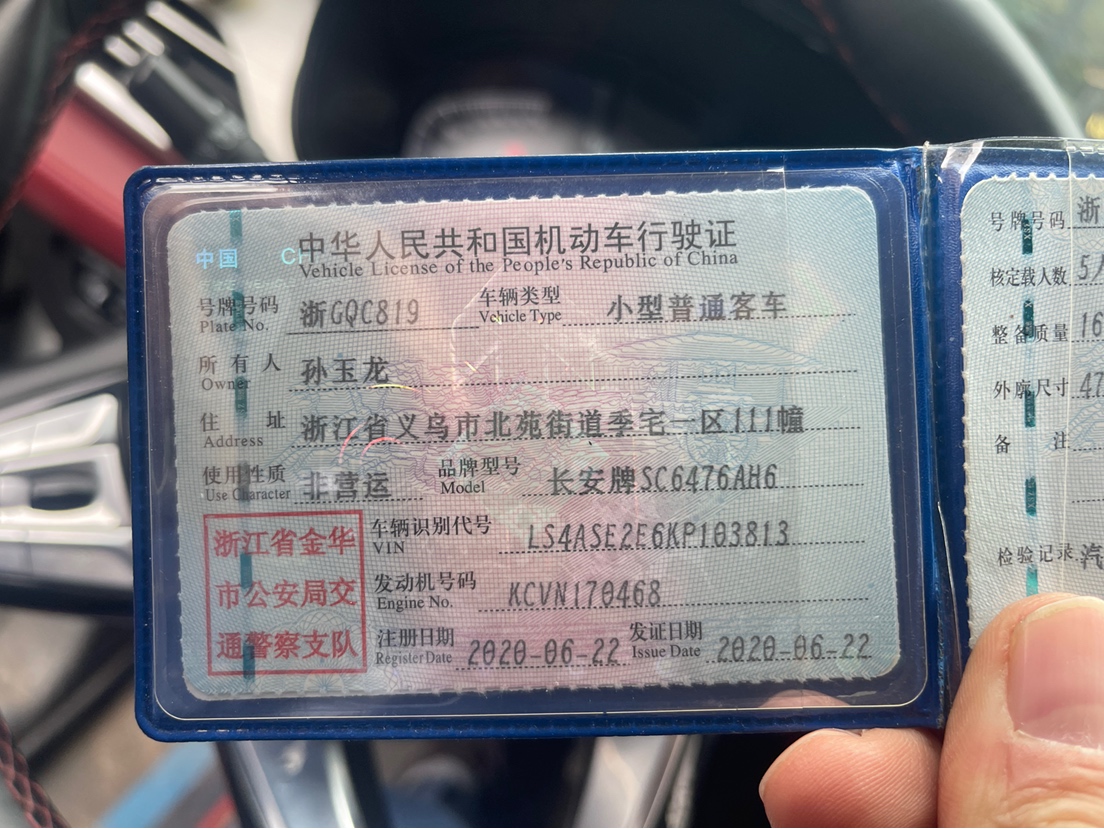 中国 CH
中华人民共和国机动车行驶证
Vehicle License of the People's Republic of China
号牌号码 浙GQC819 车辆类型 小型普通客车
Plate No. Vehicle Type
所有人 孙玉龙
Owner
住址 浙江省义乌市北苑街道季宅一区111幢
Address
使用性质 非营运 品牌型号 长安牌SC6476AH6
Use Character Model
浙江省金华
市公安局交
通警察支队
车辆识别代号 LS4ASE2E6KP103813
VIN
发动机号码 KCVN170468
Engine No.
注册日期 2020-06-22 发证日期 2020-06-22
Register Date Issue Date
号牌号码 浙
核定载人数 5
整备质量 16
外廓尺寸 47
备注
检验记录 汽